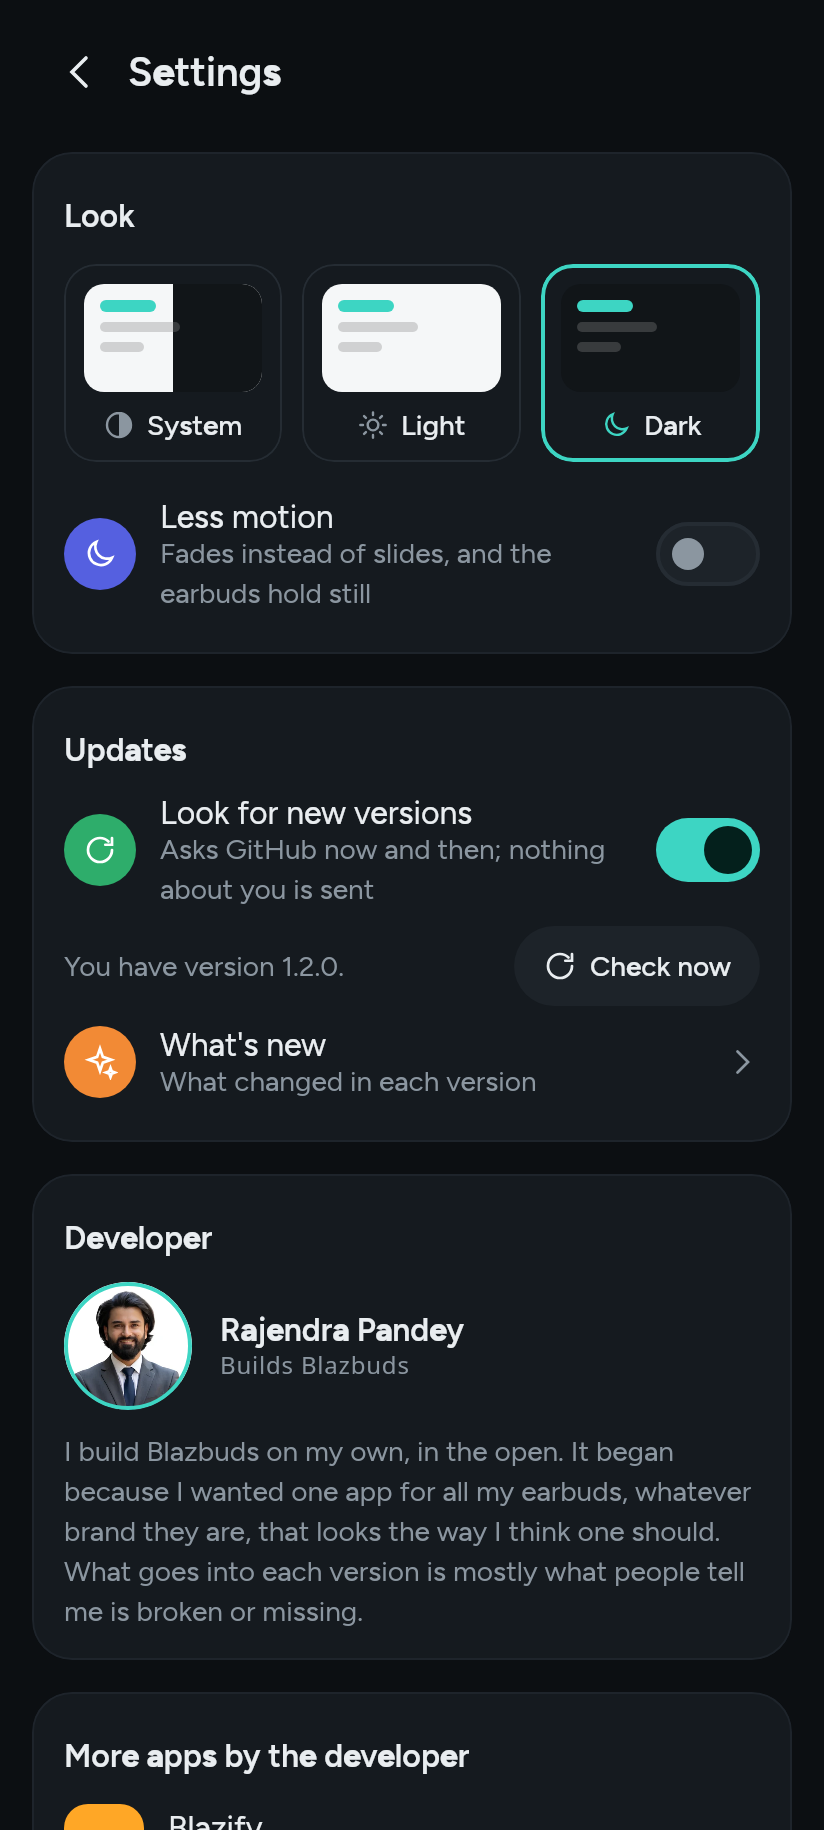 Settings
Look
System
Light
Dark
Less motion
Fades instead of slides, and the
earbuds hold still
Updates
Look for new versions
Asks GitHub now and then; nothing
about you is sent
You have version 1.2.0.
Check now
What's new
What changed in each version
Developer
Rajendra Pandey
Builds Blazbuds
I build Blazbuds on my own, in the open. It began
because I wanted one app for all my earbuds, whatever
brand they are, that looks the way I think one should.
What goes into each version is mostly what people tell
me is broken or missing.
More apps by the developer
Blazify